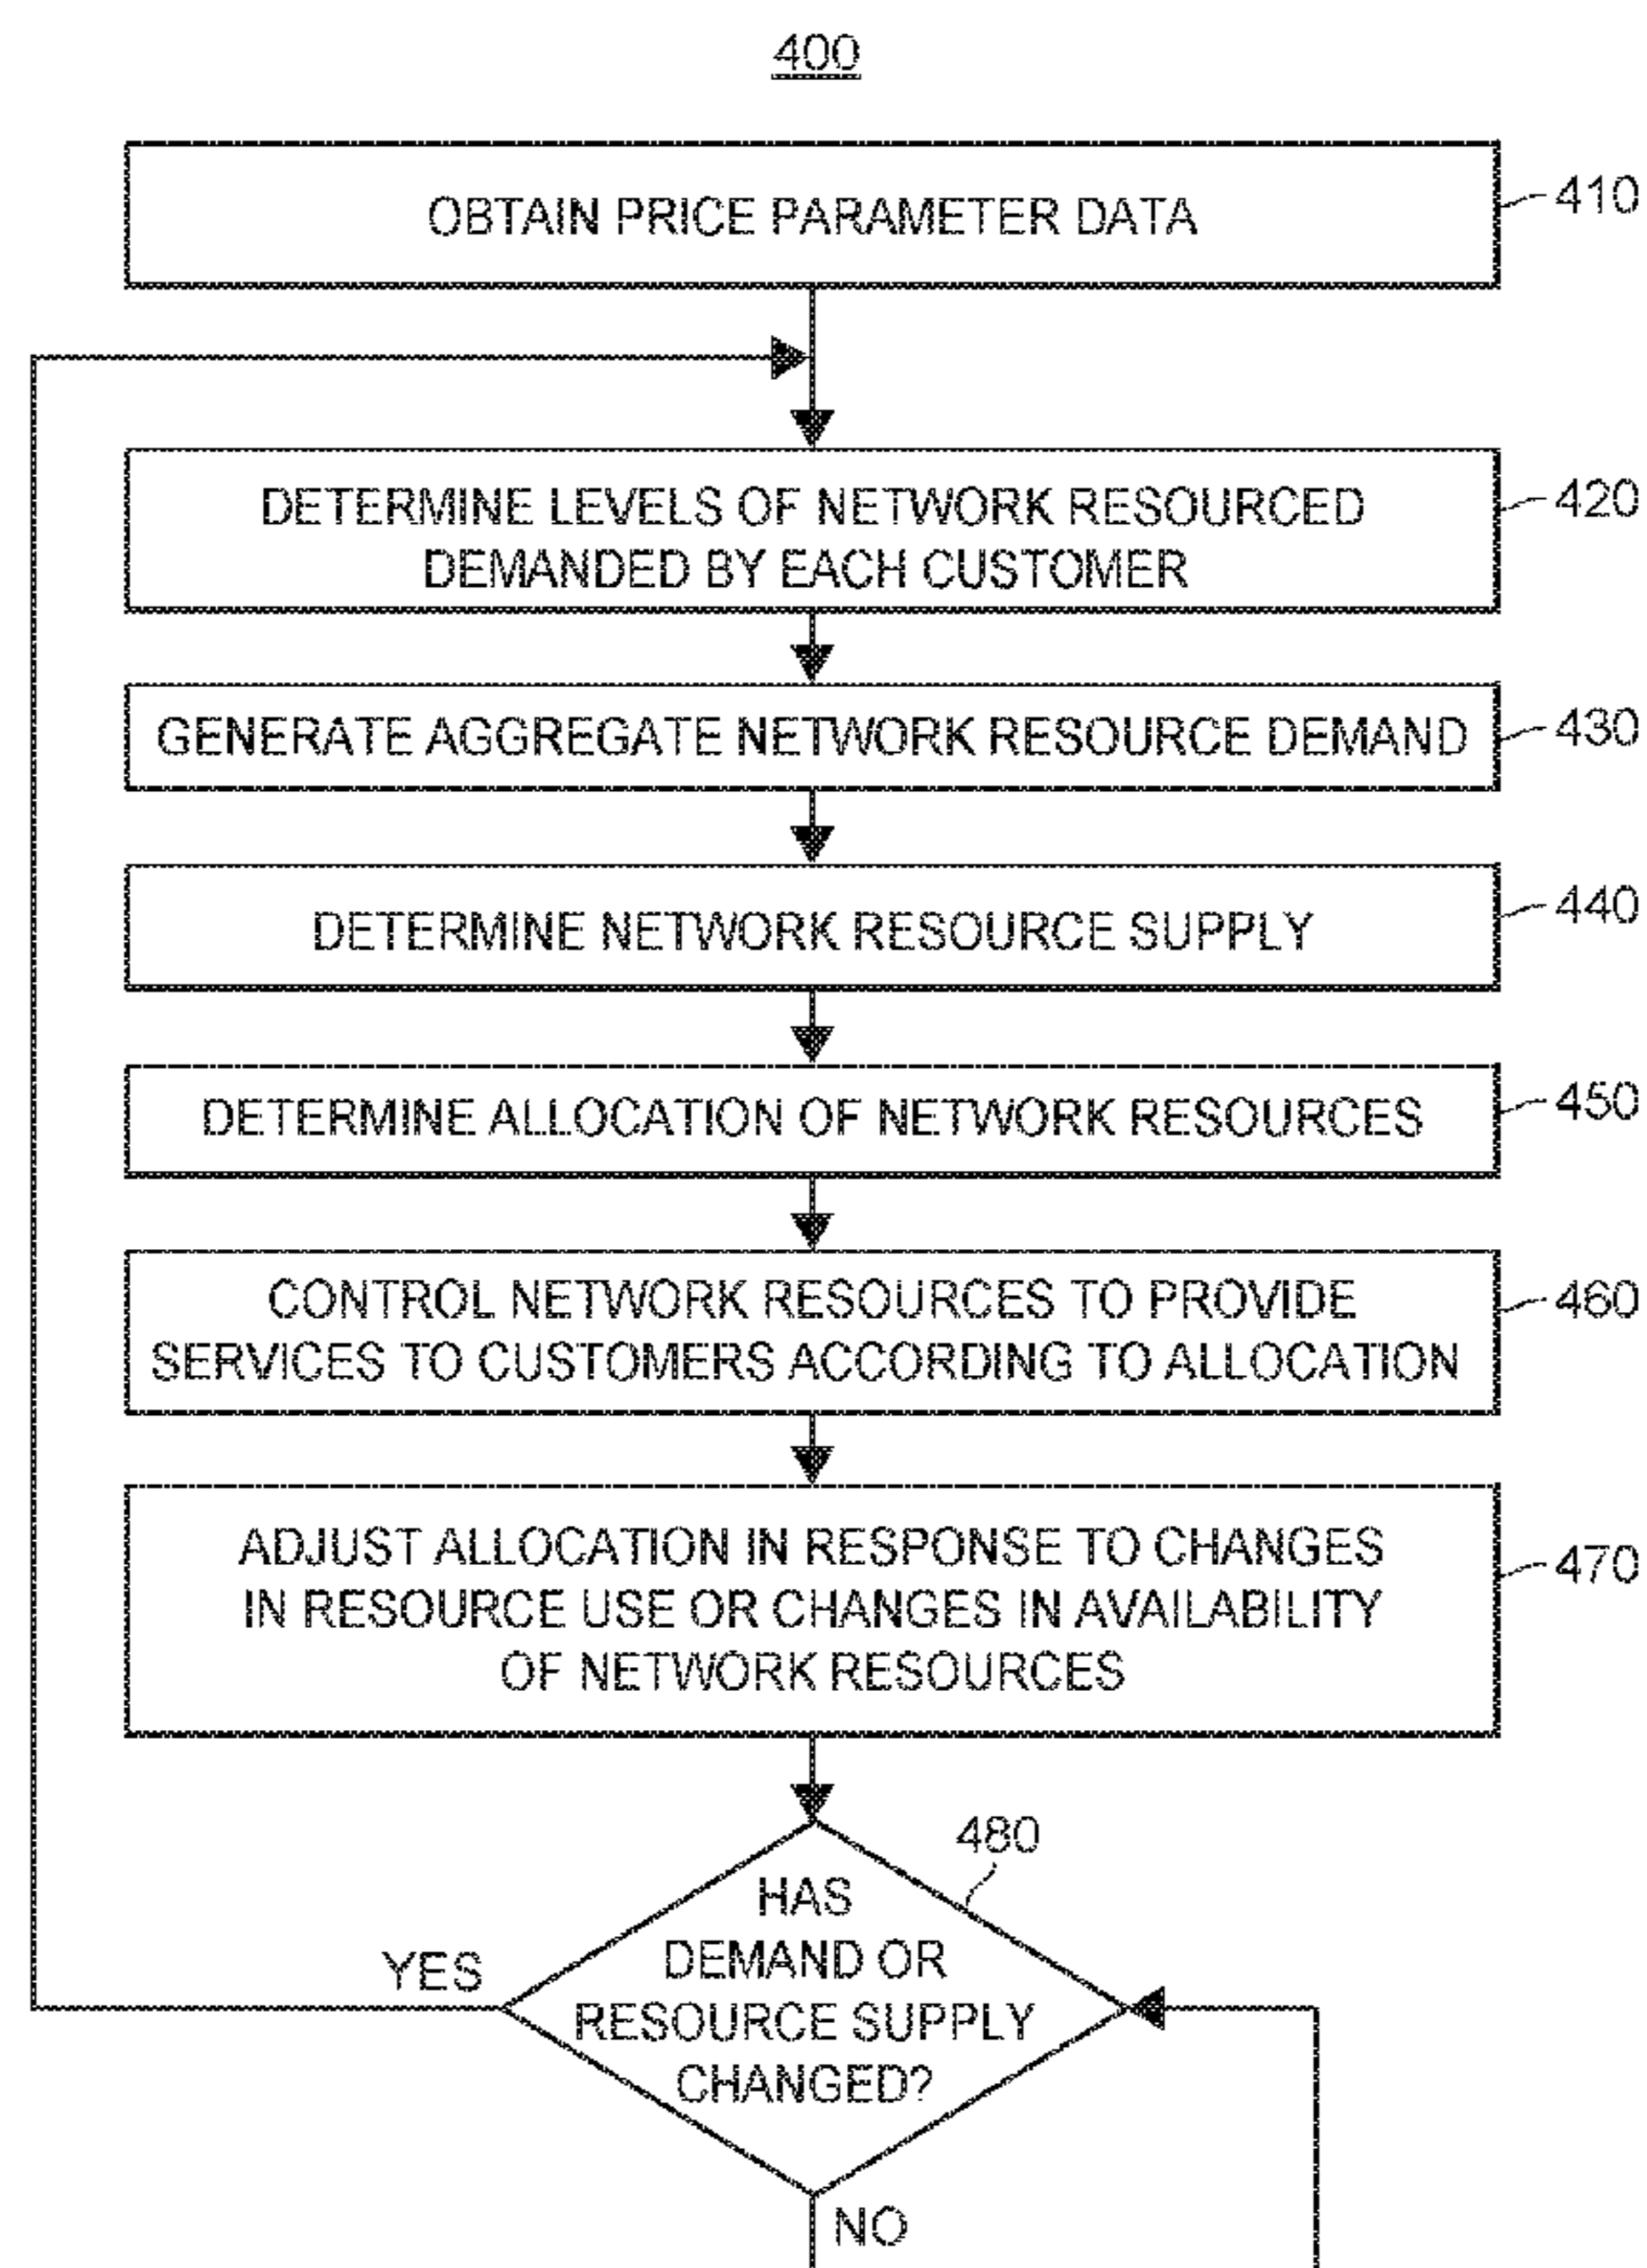 400
OBTAIN PRICE PARAMETER DATA
410
DETERMINE LEVELS OF NETWORK RESOURCED
DEMANDED BY EACH CUSTOMER
420
GENERATE AGGREGATE NETWORK RESOURCE DEMAND
430
DETERMINE NETWORK RESOURCE SUPPLY
440
DETERMINE ALLOCATION OF NETWORK RESOURCES
450
CONTROL NETWORK RESOURCES TO PROVIDE
SERVICES TO CUSTOMERS ACCORDING TO ALLOCATION
460
ADJUST ALLOCATION IN RESPONSE TO CHANGES
IN RESOURCE USE OR CHANGES IN AVAILABILITY
OF NETWORK RESOURCES
470
480
HAS
DEMAND OR
RESOURCE SUPPLY
CHANGED?
YES
NO